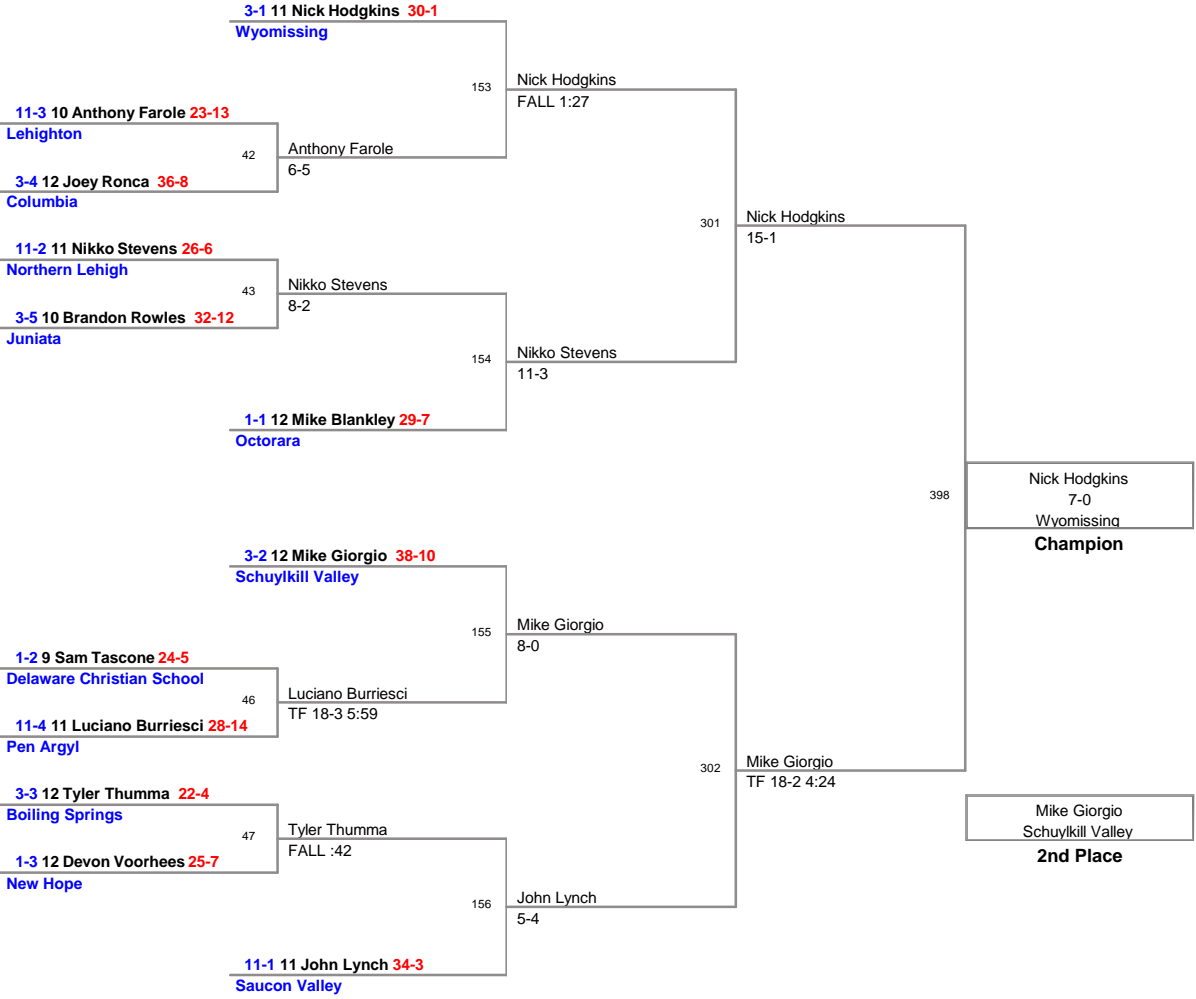 3-1 11 Nick Hodgkins 30-1
Wyomissing
153
Nick Hodgkins
FALL 1:27
11-3 10 Anthony Farole 23-13
Lehighton
42
Anthony Farole
6-5
3-4 12 Joey Ronca 36-8
Columbia
301
Nick Hodgkins
15-1
11-2 11 Nikko Stevens 26-6
Northern Lehigh
43
Nikko Stevens
8-2
3-5 10 Brandon Rowles 32-12
Juniata
154
Nikko Stevens
11-3
1-1 12 Mike Blankley 29-7
Octorara
398
Nick Hodgkins
7-0
Wyomissing
Champion
3-2 12 Mike Giorgio 38-10
Schuylkill Valley
155
Mike Giorgio
8-0
1-2 9 Sam Tascone 24-5
Delaware Christian School
46
Luciano Burriesci
TF 18-3 5:59
11-4 11 Luciano Burriesci 28-14
Pen Argyl
302
Mike Giorgio
TF 18-2 4:24
3-3 12 Tyler Thumma 22-4
Boiling Springs
47
Tyler Thumma
FALL :42
1-3 12 Devon Voorhees 25-7
New Hope
Mike Giorgio
Schuylkill Valley
2nd Place
156
John Lynch
5-4
11-1 11 John Lynch 34-3
Saucon Valley